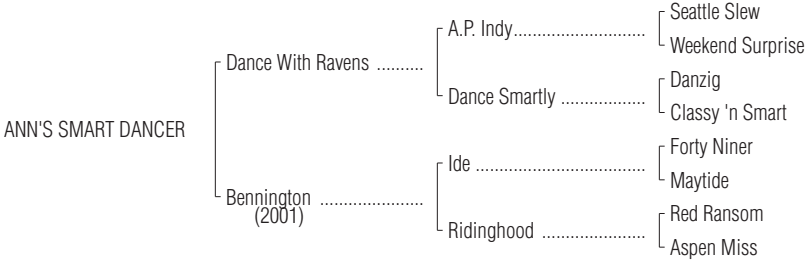 Seattle Slew
A.P. Indy............................
Weekend Surprise
Dance With Ravens ..........
Danzig
Dance Smartly ..................
Classy 'n Smart
ANN'S SMART DANCER
Forty Niner
Ide ....................................
Maytide
Bennington ......................
(2001)
Red Ransom
Ridinghood ......................
Aspen Miss